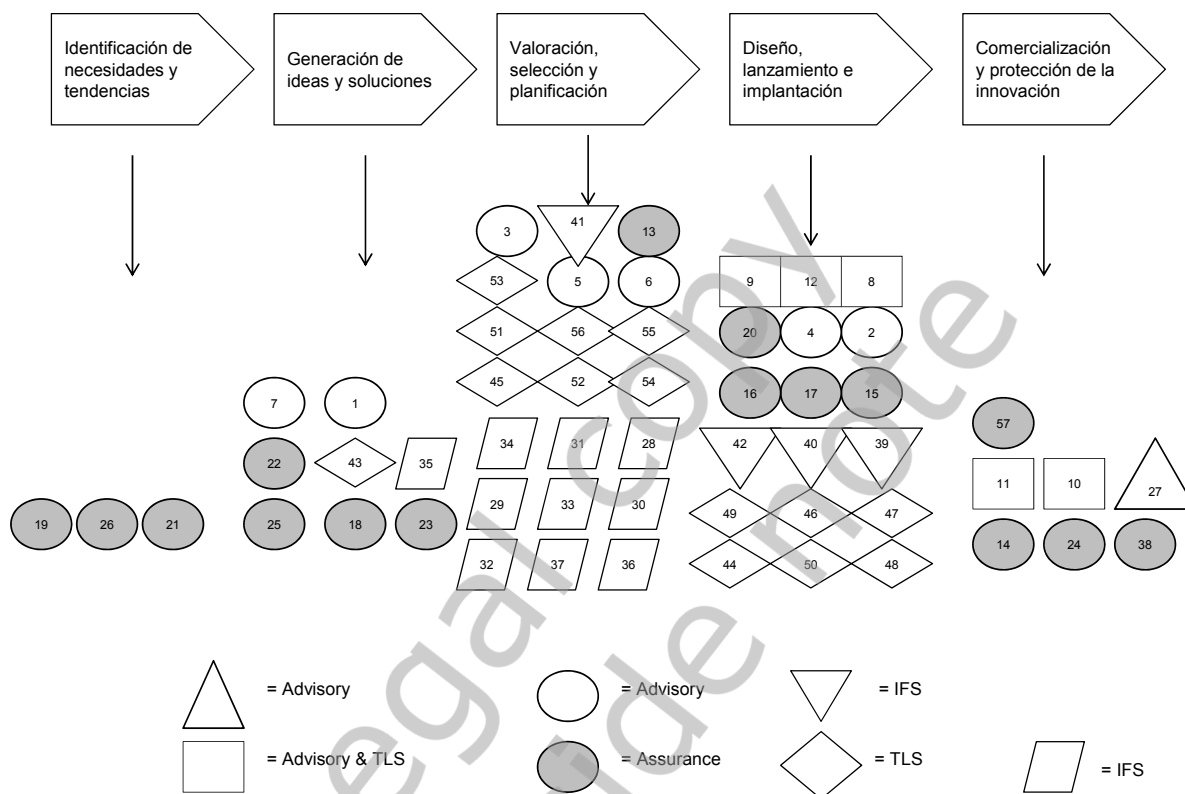 Identificación de
necesidades y
tendencias
Generación de
ideas y soluciones
Valoración,
selección y
planificación
Diseño,
lanzamiento e
implantación
Comercialización
y protección de la
innovación
3 41 13
53 5 6
51 56 55
45 52 54
34 31 28
29 33 30
32 37 36
9 12 8
20 4 2
16 17 15
42 40 39
49 46 47
44 50 48
7 1
22 43 35
25 18 23
19 26 21
57
11 10 27
14 24 38
= Advisory
= Advisory
= IFS
= Advisory & TLS
= Assurance
= TLS
= IFS
egal copy
ide note